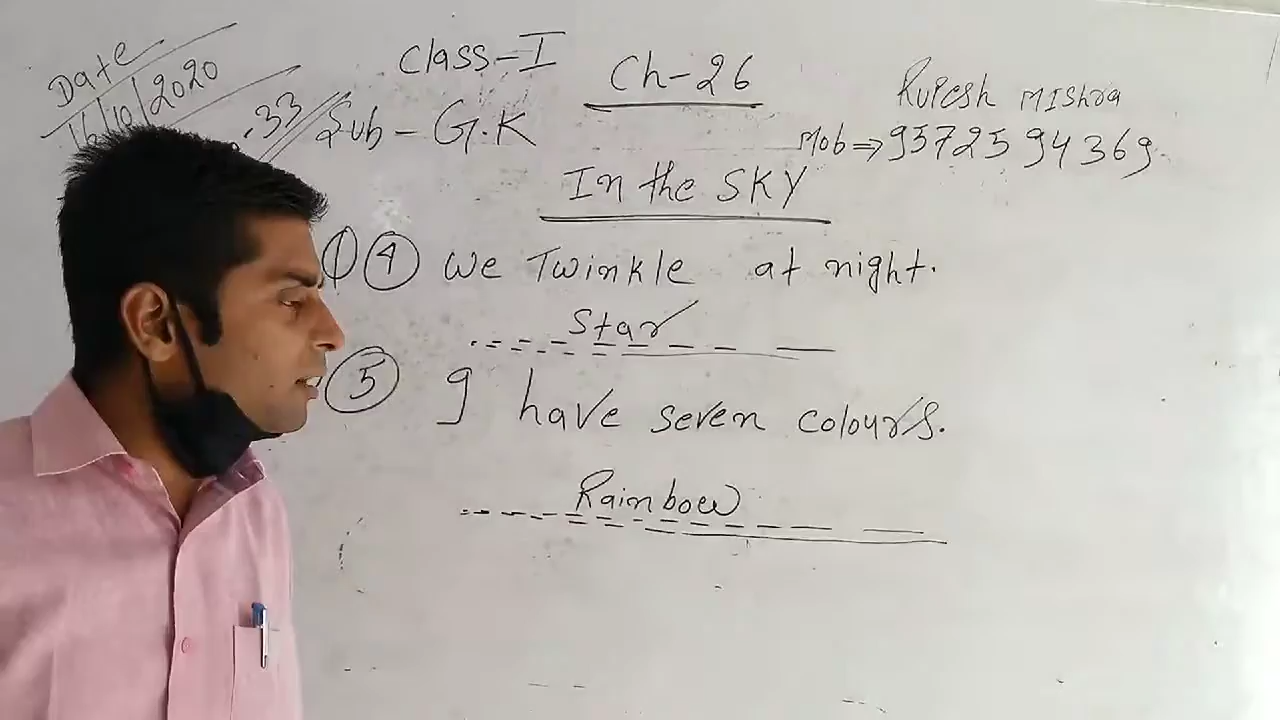 Date
16/10/2020
.33
Class-I
Sub - G.K
Ch-26
Rupesh Mishra
Mob ⇒ 9572594369.
In the SKY
④ We Twinkle at night.
Star
⑤ I have seven colours.
Rainbow